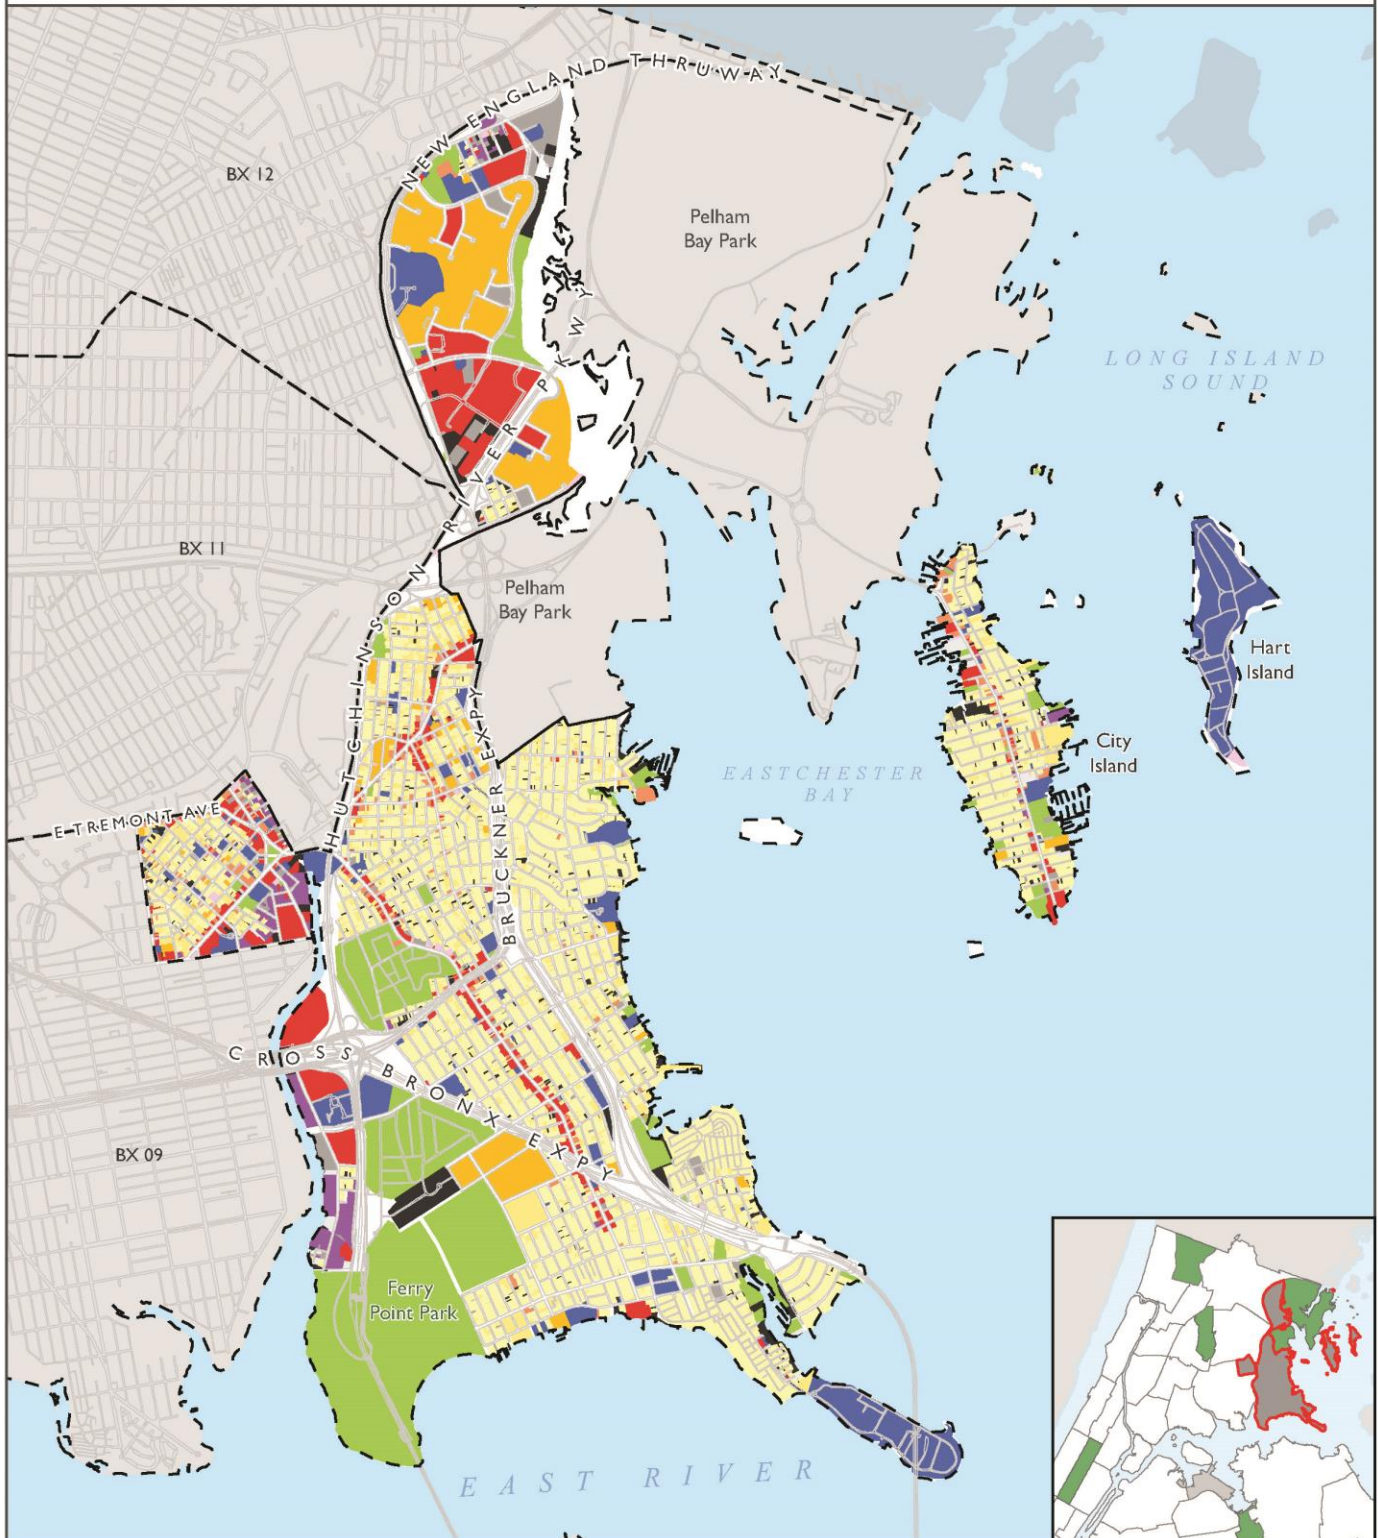 NEW ENGLAND THRUWAY
BX 12
Pelham
Bay Park
LONG ISLAND
SOUND
HUTCHINSON RIVER PKWY
BX 11
Pelham
Bay Park
Hart
Island
City
Island
EASTCHESTER
BAY
E TREMONT AVE
BRUCKNER EXPY
CROSS BRONX EXPY
BX 09
Ferry
Point Park
EAST RIVER